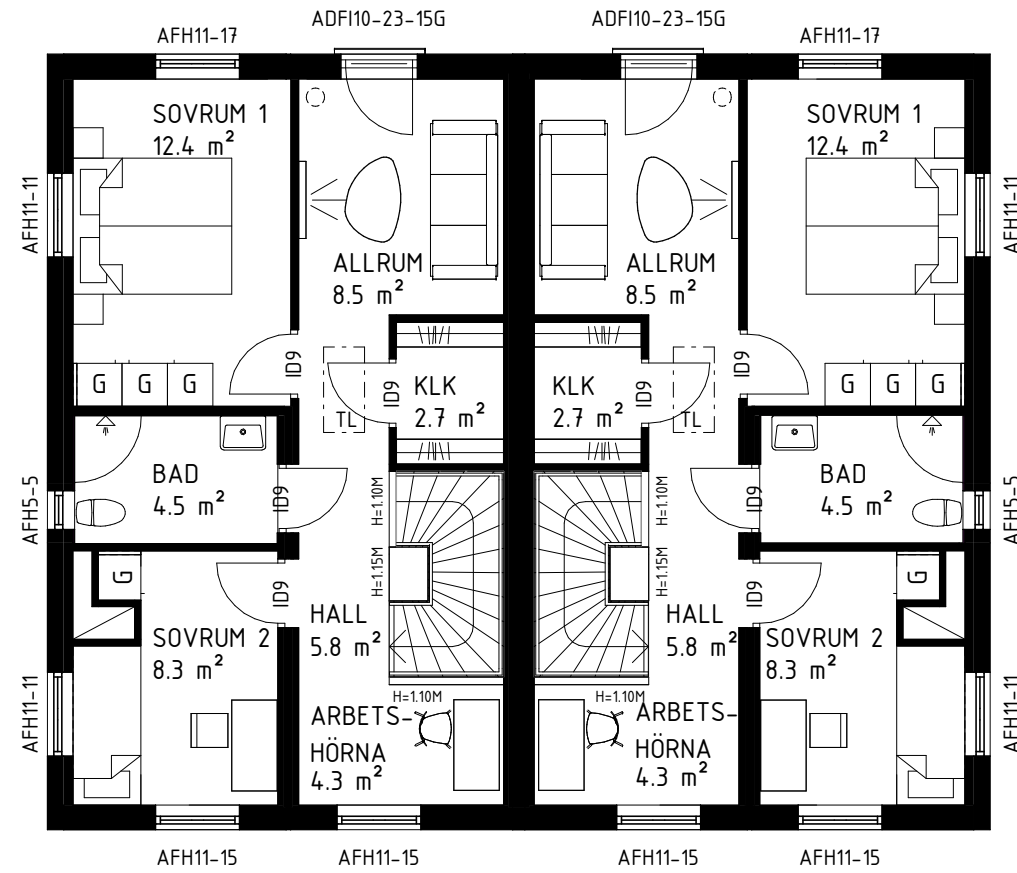 AFH11-17
ADFI10-23-15G
ADFI10-23-15G
AFH11-17
SOVRUM 1
12.4 m²
SOVRUM 1
12.4 m²
AFH11-11
AFH11-11
ALLRUM
8.5 m²
ALLRUM
8.5 m²
ID9
ID9
ID9
ID9
G G G
KLK
2.7 m²
KLK
2.7 m²
G G G
TL
TL
BAD
4.5 m²
BAD
4.5 m²
AFH5-5
AFH5-5
ID9
ID9
H=1.10M
H=1.10M
H=1.15M
H=1.15M
G
G
ID9
ID9
HALL
5.8 m²
HALL
5.8 m²
SOVRUM 2
8.3 m²
SOVRUM 2
8.3 m²
AFH11-11
AFH11-11
H=1.10M
H=1.10M
ARBETS-
HÖRNA
4.3 m²
ARBETS-
HÖRNA
4.3 m²
AFH11-15
AFH11-15
AFH11-15
AFH11-15